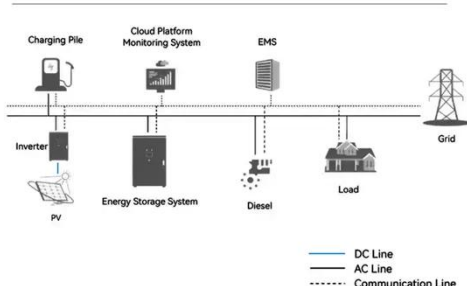 Charging Pile
Cloud Platform
Monitoring System
EMS
Grid
Inverter
PV
Energy Storage System
Diesel
Load
DC Line
AC Line
Communication Line